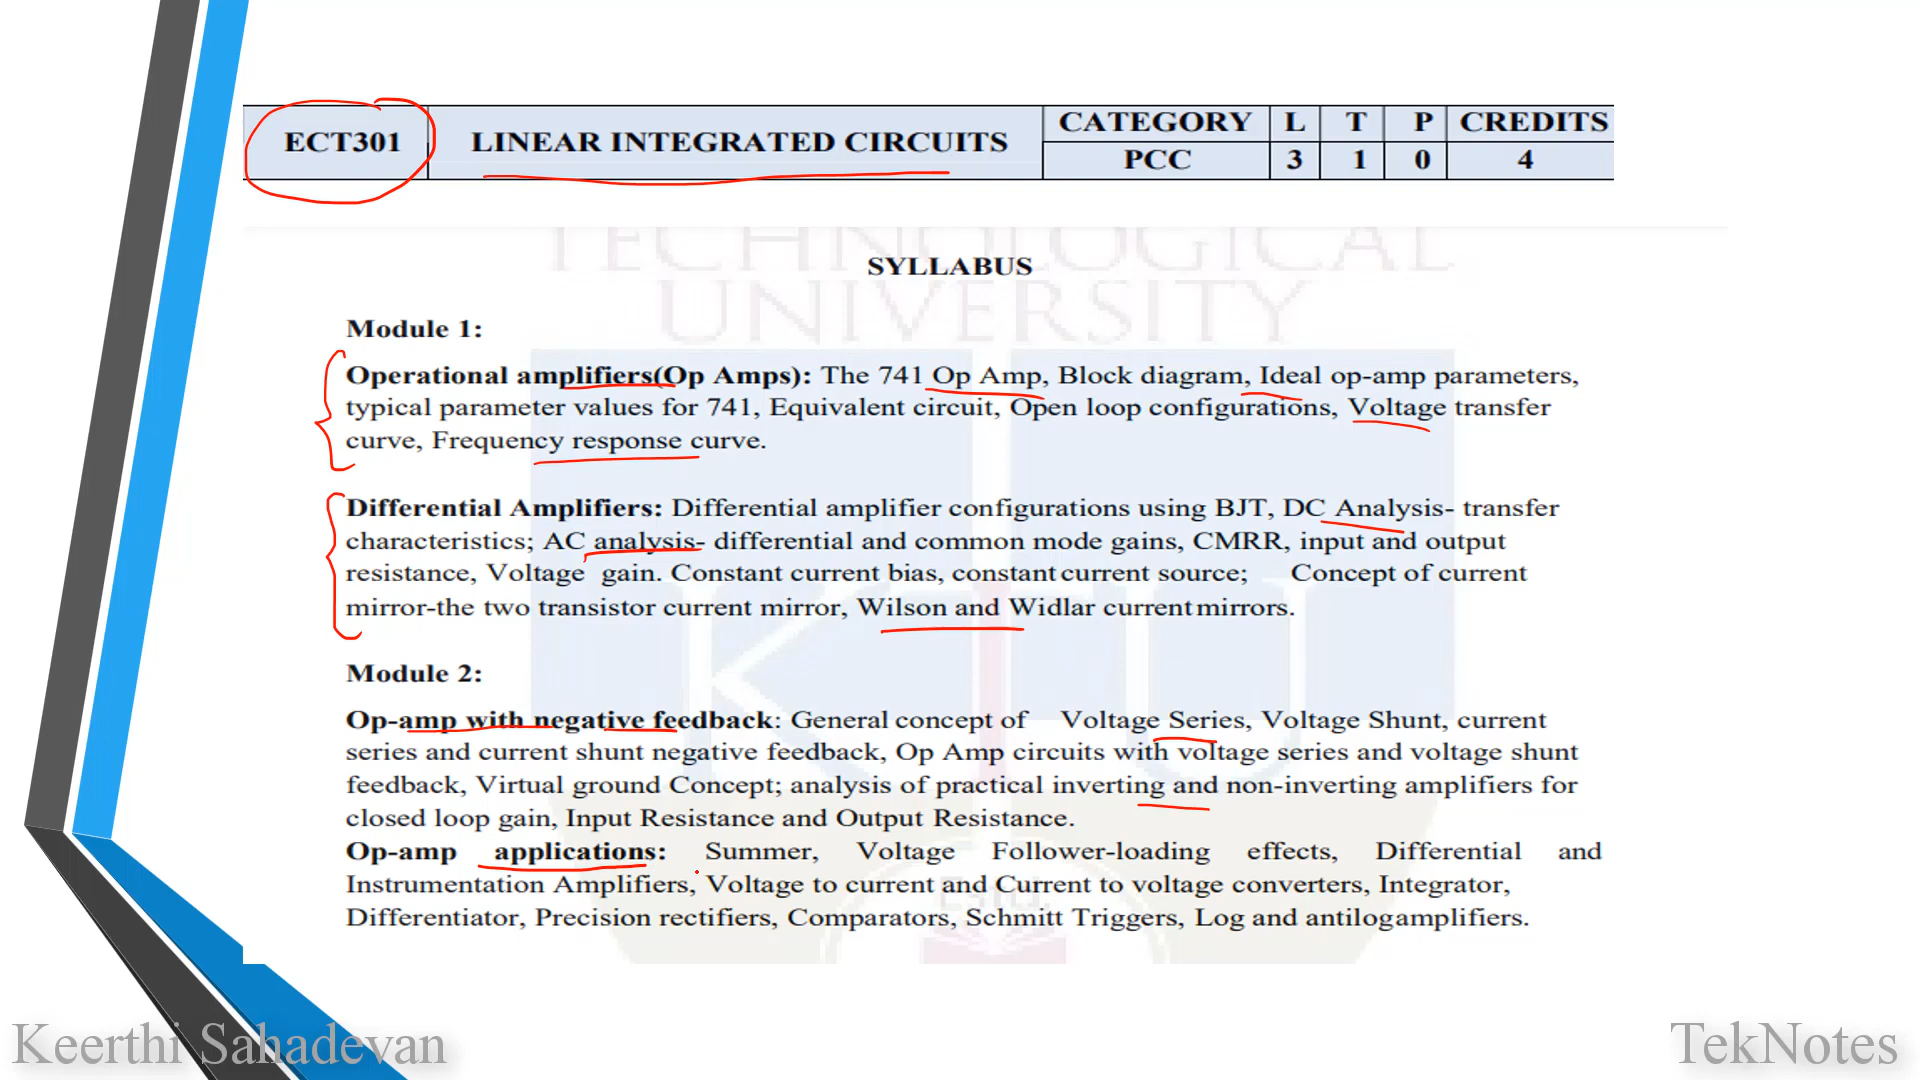 ECT301 LINEAR INTEGRATED CIRCUITS CATEGORY L T P CREDITS
PCC 3 1 0 4
TECHNOLOGICAL
SYLLABUS
UNIVERSITY
Module 1:
Operational amplifiers(Op Amps): The 741 Op Amp, Block diagram, Ideal op-amp parameters,
typical parameter values for 741, Equivalent circuit, Open loop configurations, Voltage transfer
curve, Frequency response curve.
Differential Amplifiers: Differential amplifier configurations using BJT, DC Analysis- transfer
characteristics; AC analysis- differential and common mode gains, CMRR, input and output
resistance, Voltage gain. Constant current bias, constant current source; Concept of current
mirror-the two transistor current mirror, Wilson and Widlar current mirrors.
KTU
Module 2:
Op-amp with negative feedback: General concept of Voltage Series, Voltage Shunt, current
series and current shunt negative feedback, Op Amp circuits with voltage series and voltage shunt
feedback, Virtual ground Concept; analysis of practical inverting and non-inverting amplifiers for
closed loop gain, Input Resistance and Output Resistance.
Op-amp applications: Summer, Voltage Follower-loading effects, Differential and
Instrumentation Amplifiers, Voltage to current and Current to voltage converters, Integrator,
Differentiator, Precision rectifiers, Comparators, Schmitt Triggers, Log and antilog amplifiers.
Estd.
Keerthi Sahadevan
TekNotes